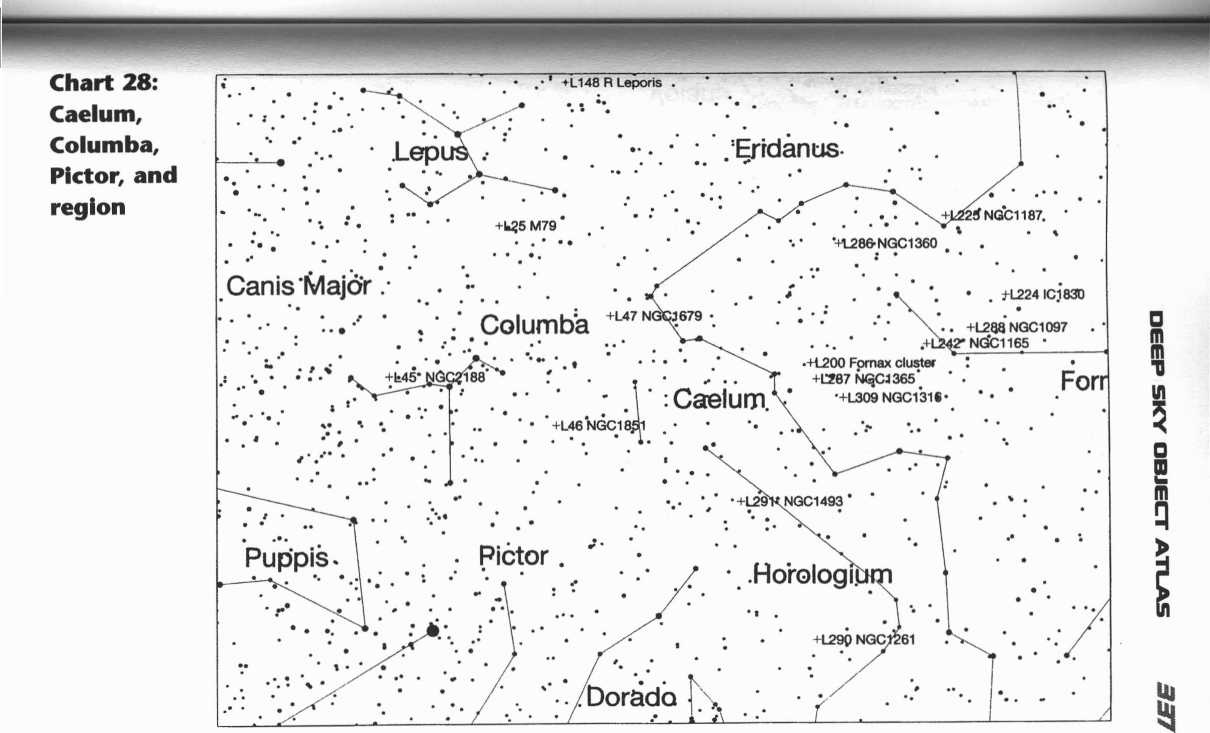 Chart 28:
Caelum,
Columba,
Pictor, and
region
+L148 R Leporis
Lepus
Eridanus
+L25 M79
+L225 NGC1187
+L286 NGC1360
Canis Major
+L224 IC1830
+L47 NGC1679
Columba
+L288 NGC1097
+L242 NGC1165
+L200 Fornax cluster
+L45 NGC2188
+L287 NGC1365
Forr
Caelum
+L309 NGC1316
+L46 NGC1851
+L291 NGC1493
Puppis
Pictor
Horologium
+L290 NGC1261
Dorado
DEEP SKY OBJECT ATLAS
337